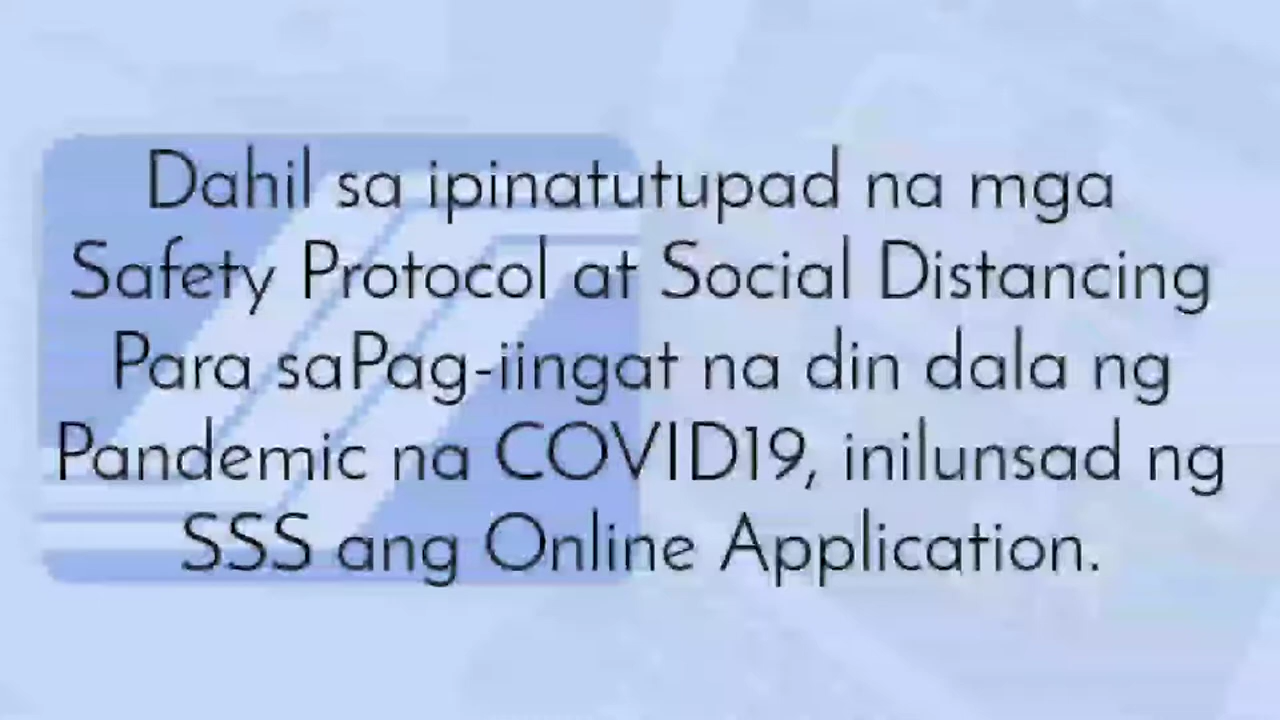 Dahil sa ipinatutupad na mga
Safety Protocol at Social Distancing
Para saPag-iingat na din dala ng
Pandemic na COVID19, inilunsad ng
SSS ang Online Application.